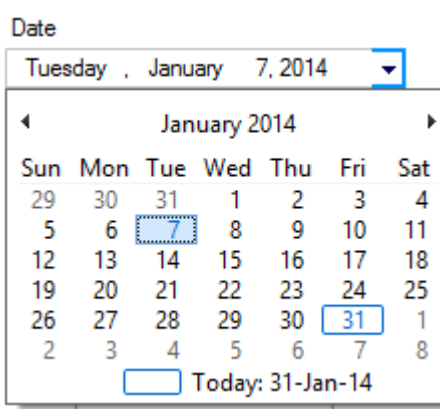 Date
Tuesday , January 7, 2014
January 2014
Sun Mon Tue Wed Thu Fri Sat
29 30 31 1 2 3 4
5 6 7 8 9 10 11
12 13 14 15 16 17 18
19 20 21 22 23 24 25
26 27 28 29 30 31 1
2 3 4 5 6 7 8
Today: 31-Jan-14